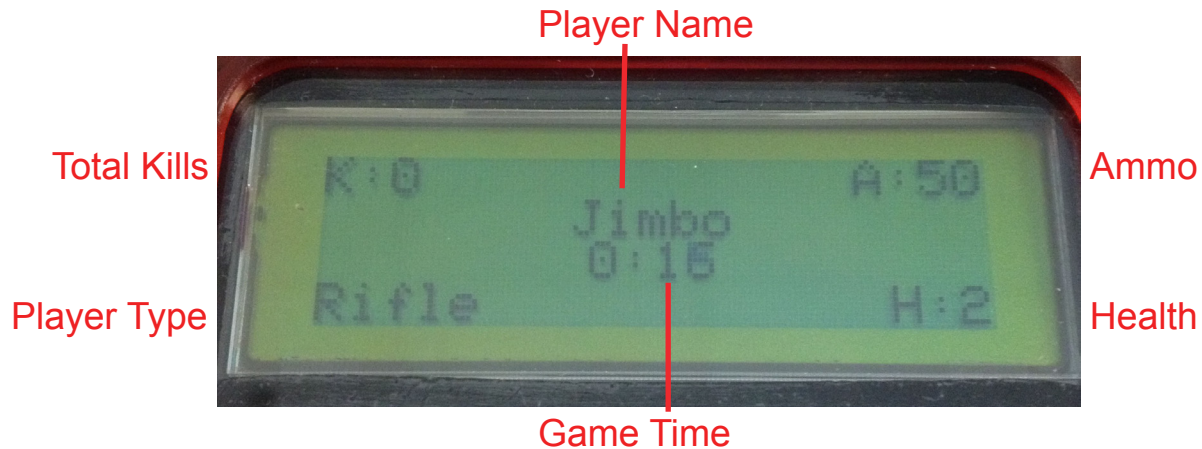 Player Name
Total Kills
K:0
A:50
Ammo
Jimbo
0:16
Player Type
Rifle
H:2
Health
Game Time